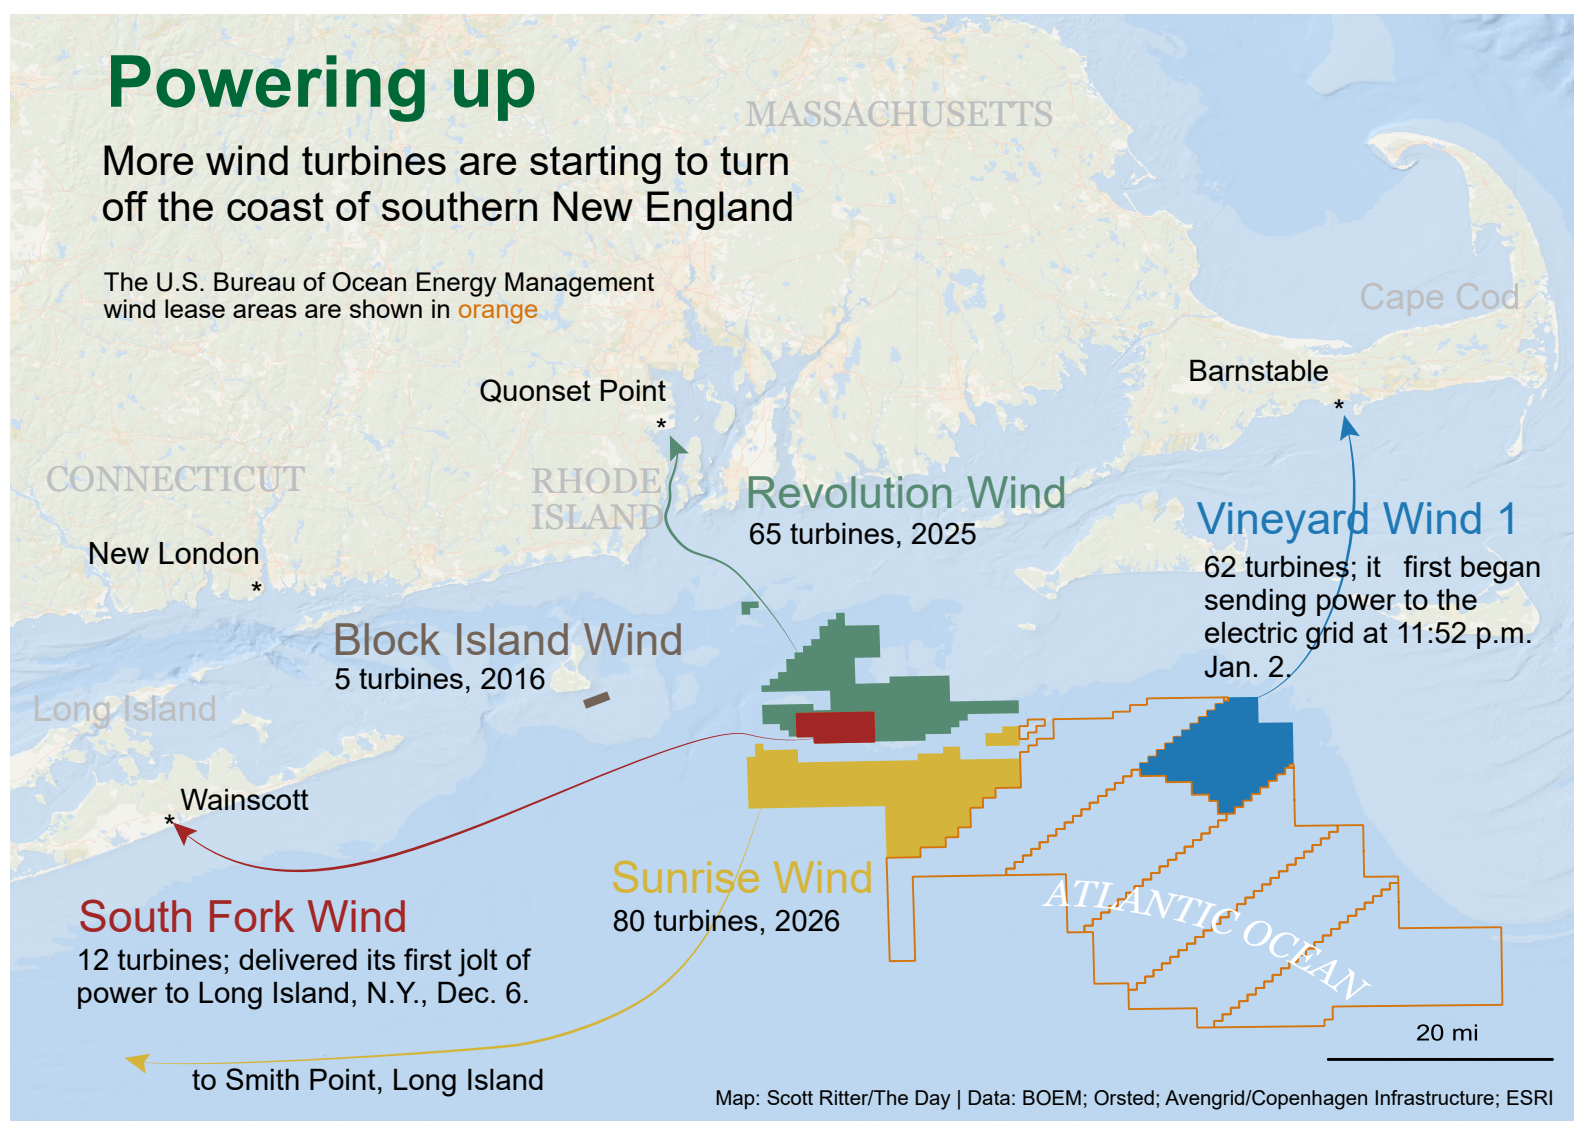 Powering up
More wind turbines are starting to turn
off the coast of southern New England
The U.S. Bureau of Ocean Energy Management
wind lease areas are shown in orange
MASSACHUSETTS
Cape Cod
Barnstable
*
Quonset Point
*
CONNECTICUT
RHODE
ISLAND
Revolution Wind
65 turbines, 2025
Vineyard Wind 1
62 turbines; it first began
sending power to the
electric grid at 11:52 p.m.
Jan. 2.
New London
*
Block Island Wind
5 turbines, 2016
Long Island
Wainscott
*
South Fork Wind
12 turbines; delivered its first jolt of
power to Long Island, N.Y., Dec. 6.
Sunrise Wind
80 turbines, 2026
ATLANTIC OCEAN
20 mi
to Smith Point, Long Island
Map: Scott Ritter/The Day | Data: BOEM; Orsted; Avengrid/Copenhagen Infrastructure; ESRI